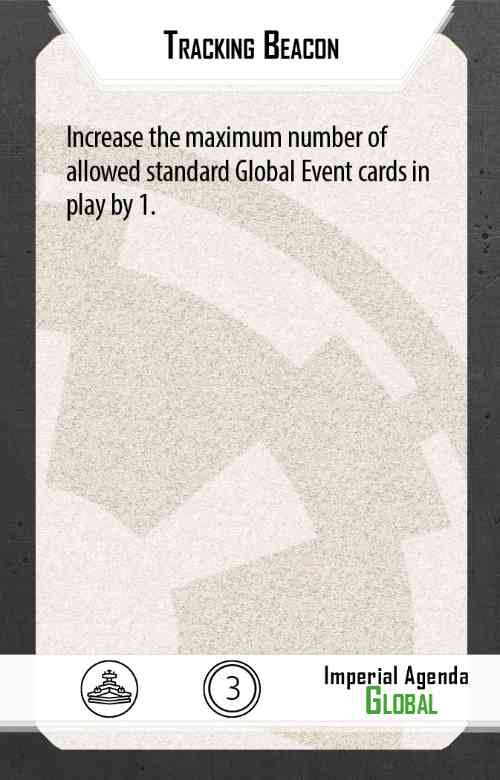 Tracking Beacon
Increase the maximum number of
allowed standard Global Event cards in
play by 1.
3
Imperial Agenda
Global